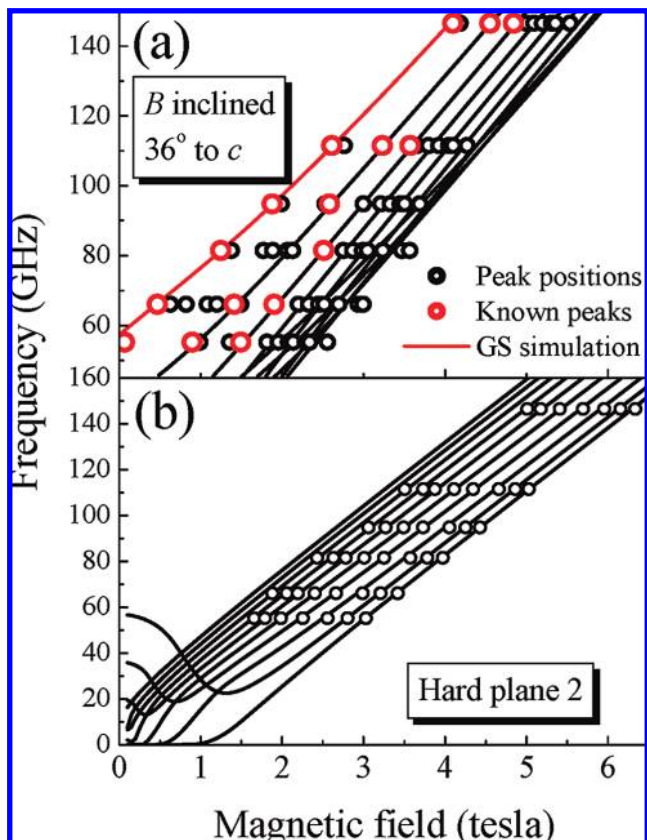 140
(a)
B inclined
36° to c
120
100
80
60
Peak positions
Known peaks
GS simulation
Frequency (GHz)
160
(b)
140
120
100
80
60
40
20
0
Hard plane 2
0 1 2 3 4 5 6
Magnetic field (tesla)